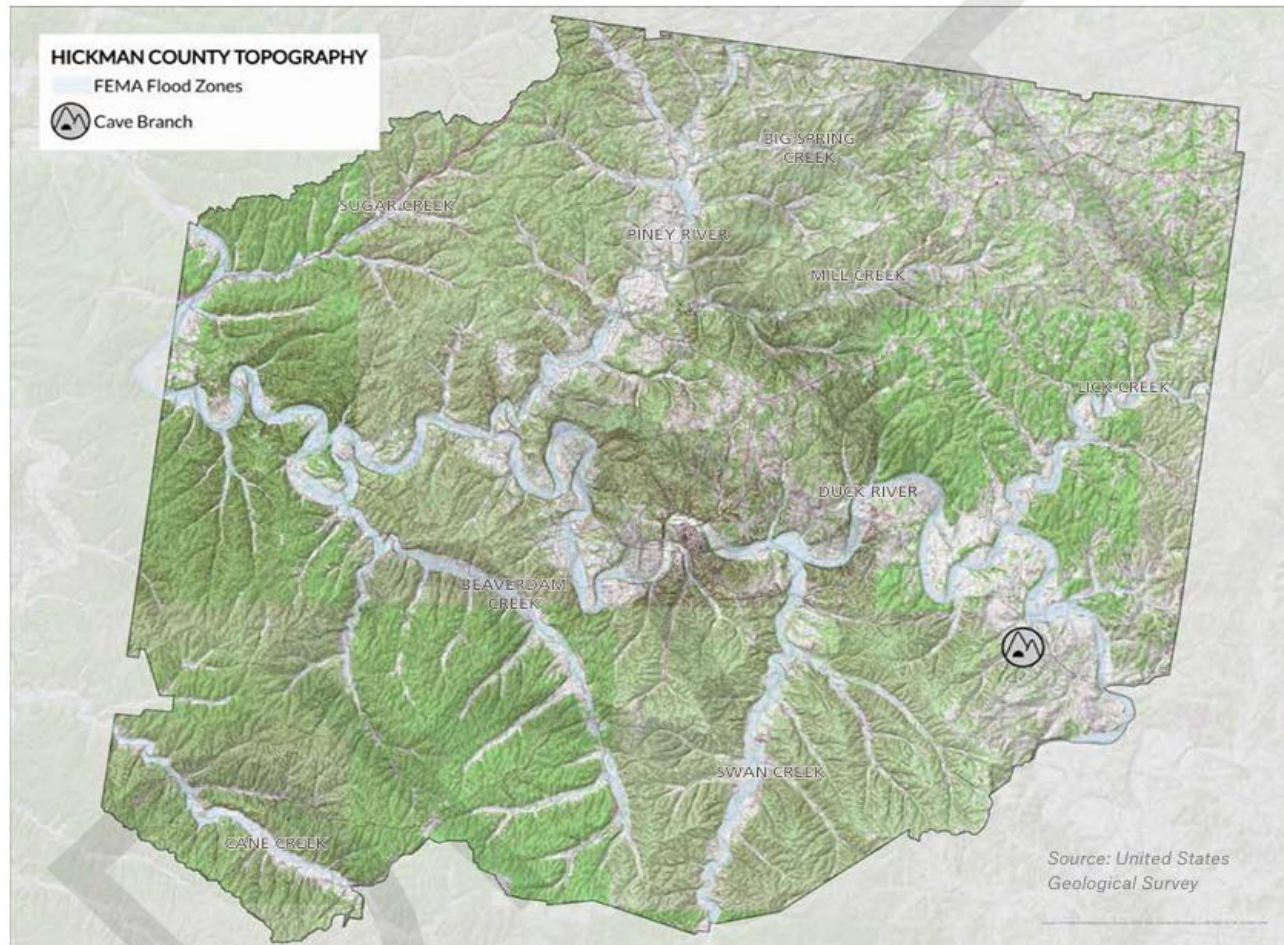 HICKMAN COUNTY TOPOGRAPHY
FEMA Flood Zones
Cave Branch
BIG SPRING
CREEK
SUGAR CREEK
PINEY RIVER
MILL CREEK
LICK CREEK
DUCK RIVER
BEAVERDAM
CREEK
SWAN CREEK
CANE CREEK
Source: United States
Geological Survey